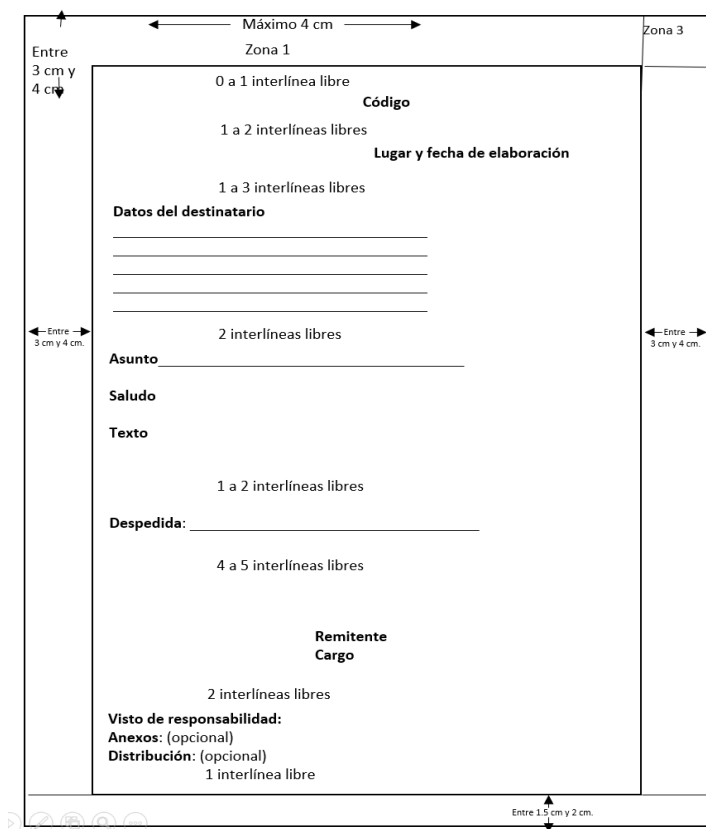 Máximo 4 cm
Zona 3
Entre
3 cm y
4 cm
Zona 1
0 a 1 interlínea libre
Código
1 a 2 interlíneas libres
Lugar y fecha de elaboración
1 a 3 interlíneas libres
Datos del destinatario
2 interlíneas libres
Entre
3 cm y 4 cm.
Entre
3 cm y 4 cm.
Asunto
Saludo
Texto
1 a 2 interlíneas libres
Despedida:
4 a 5 interlíneas libres
Remitente
Cargo
2 interlíneas libres
Visto de responsabilidad:
Anexos: (opcional)
Distribución: (opcional)
1 interlínea libre
Entre 1.5 cm y 2 cm.